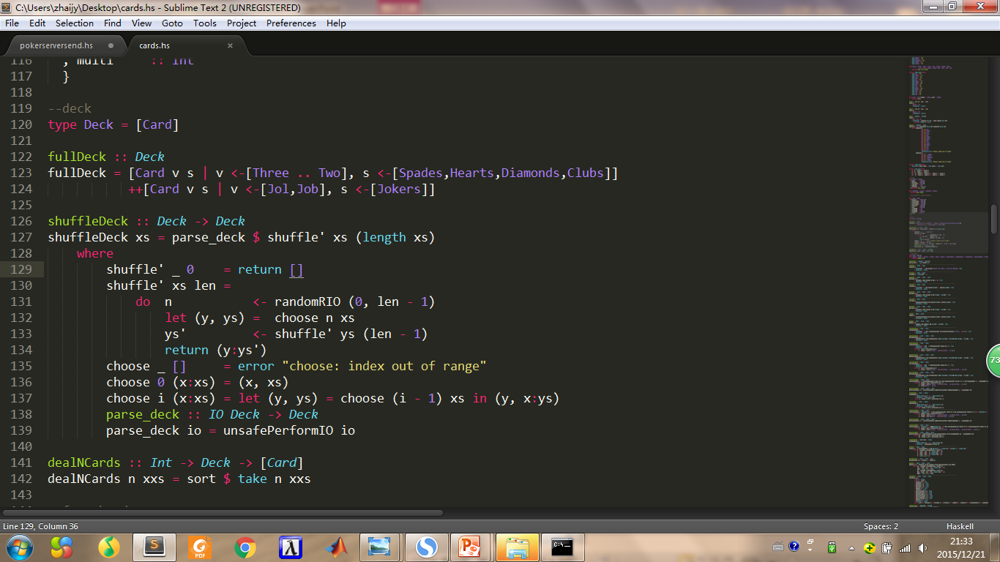 C:\Users\zhaijy\Desktop\cards.hs - Sublime Text 2 (UNREGISTERED)
File Edit Selection Find View Goto Tools Project Preferences Help
pokerserversend.hs
cards.hs
116 , multi :: Int
117 }
118
119 --deck
120 type Deck = [Card]
121
122 fullDeck :: Deck
123 fullDeck = [Card v s | v <-[Three .. Two], s <-[Spades,Hearts,Diamonds,Clubs]]
124 ++[Card v s | v <-[Jol,Job], s <-[Jokers]]
125
126 shuffleDeck :: Deck -> Deck
127 shuffleDeck xs = parse_deck $ shuffle' xs (length xs)
128 where
129 shuffle' _ 0 = return []
130 shuffle' xs len =
131 do n <- randomRIO (0, len - 1)
132 let (y, ys) = choose n xs
133 ys' <- shuffle' ys (len - 1)
134 return (y:ys')
135 choose _ [] = error "choose: index out of range"
136 choose 0 (x:xs) = (x, xs)
137 choose i (x:xs) = let (y, ys) = choose (i - 1) xs in (y, x:ys)
138 parse_deck :: IO Deck -> Deck
139 parse_deck io = unsafePerformIO io
140
141 dealNCards :: Int -> Deck -> [Card]
142 dealNCards n xxs = sort $ take n xxs
143
73
Line 129, Column 36
Spaces: 2
Haskell
PDF
21:33
2015/12/21